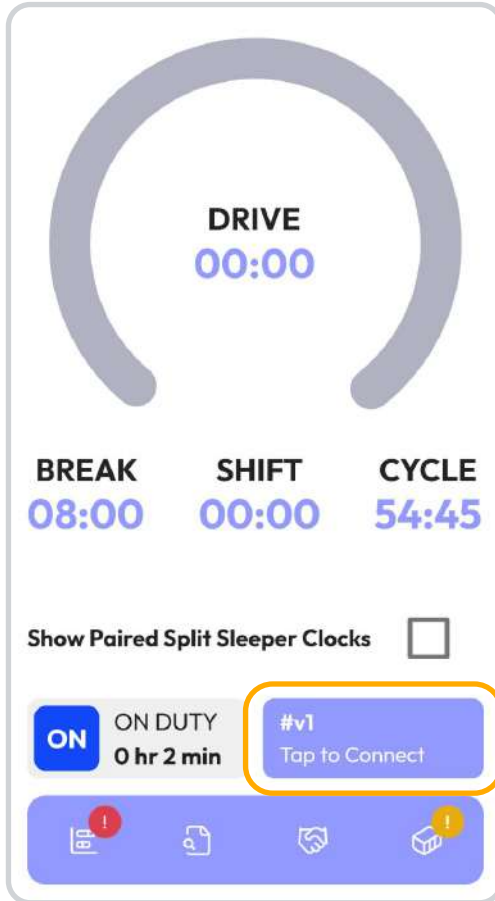 DRIVE
00:00
BREAK SHIFT CYCLE
08:00 00:00 54:45
Show Paired Split Sleeper Clocks
ON ON DUTY
0 hr 2 min
#v1
Tap to Connect
!
!